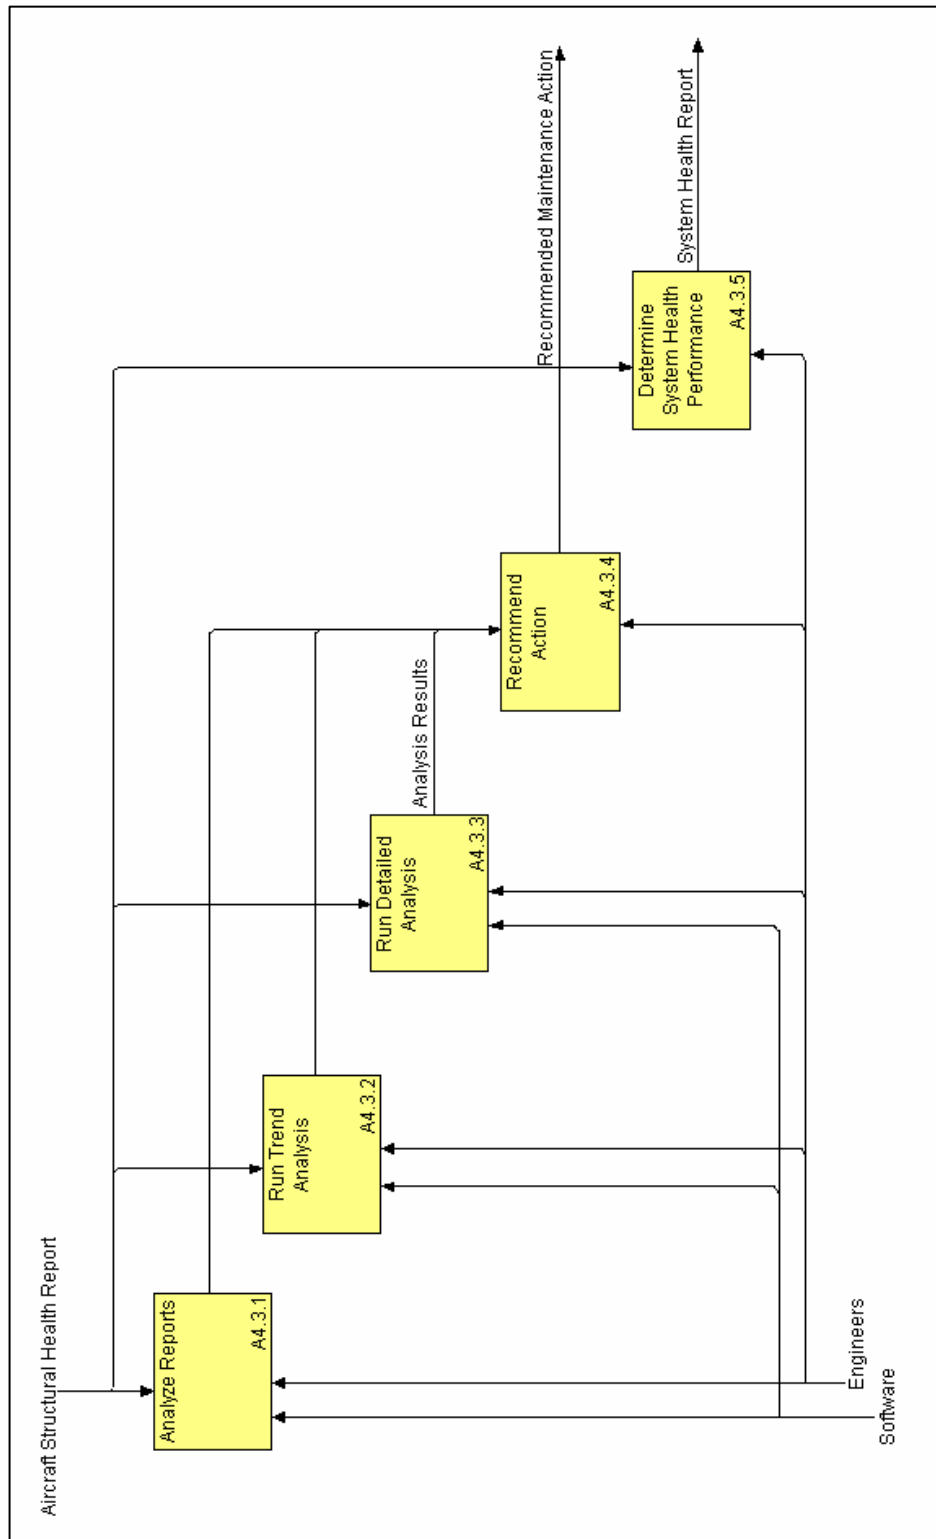 Aircraft Structural Health Report
Analyze Reports
A4.3.1
Run Trend
Analysis
A4.3.2
Run Detailed
Analysis
A4.3.3
Analysis Results
Recommend
Action
A4.3.4
Recommended Maintenance Action
Determine
System Health
Performance
A4.3.5
System Health Report
Software
Engineers